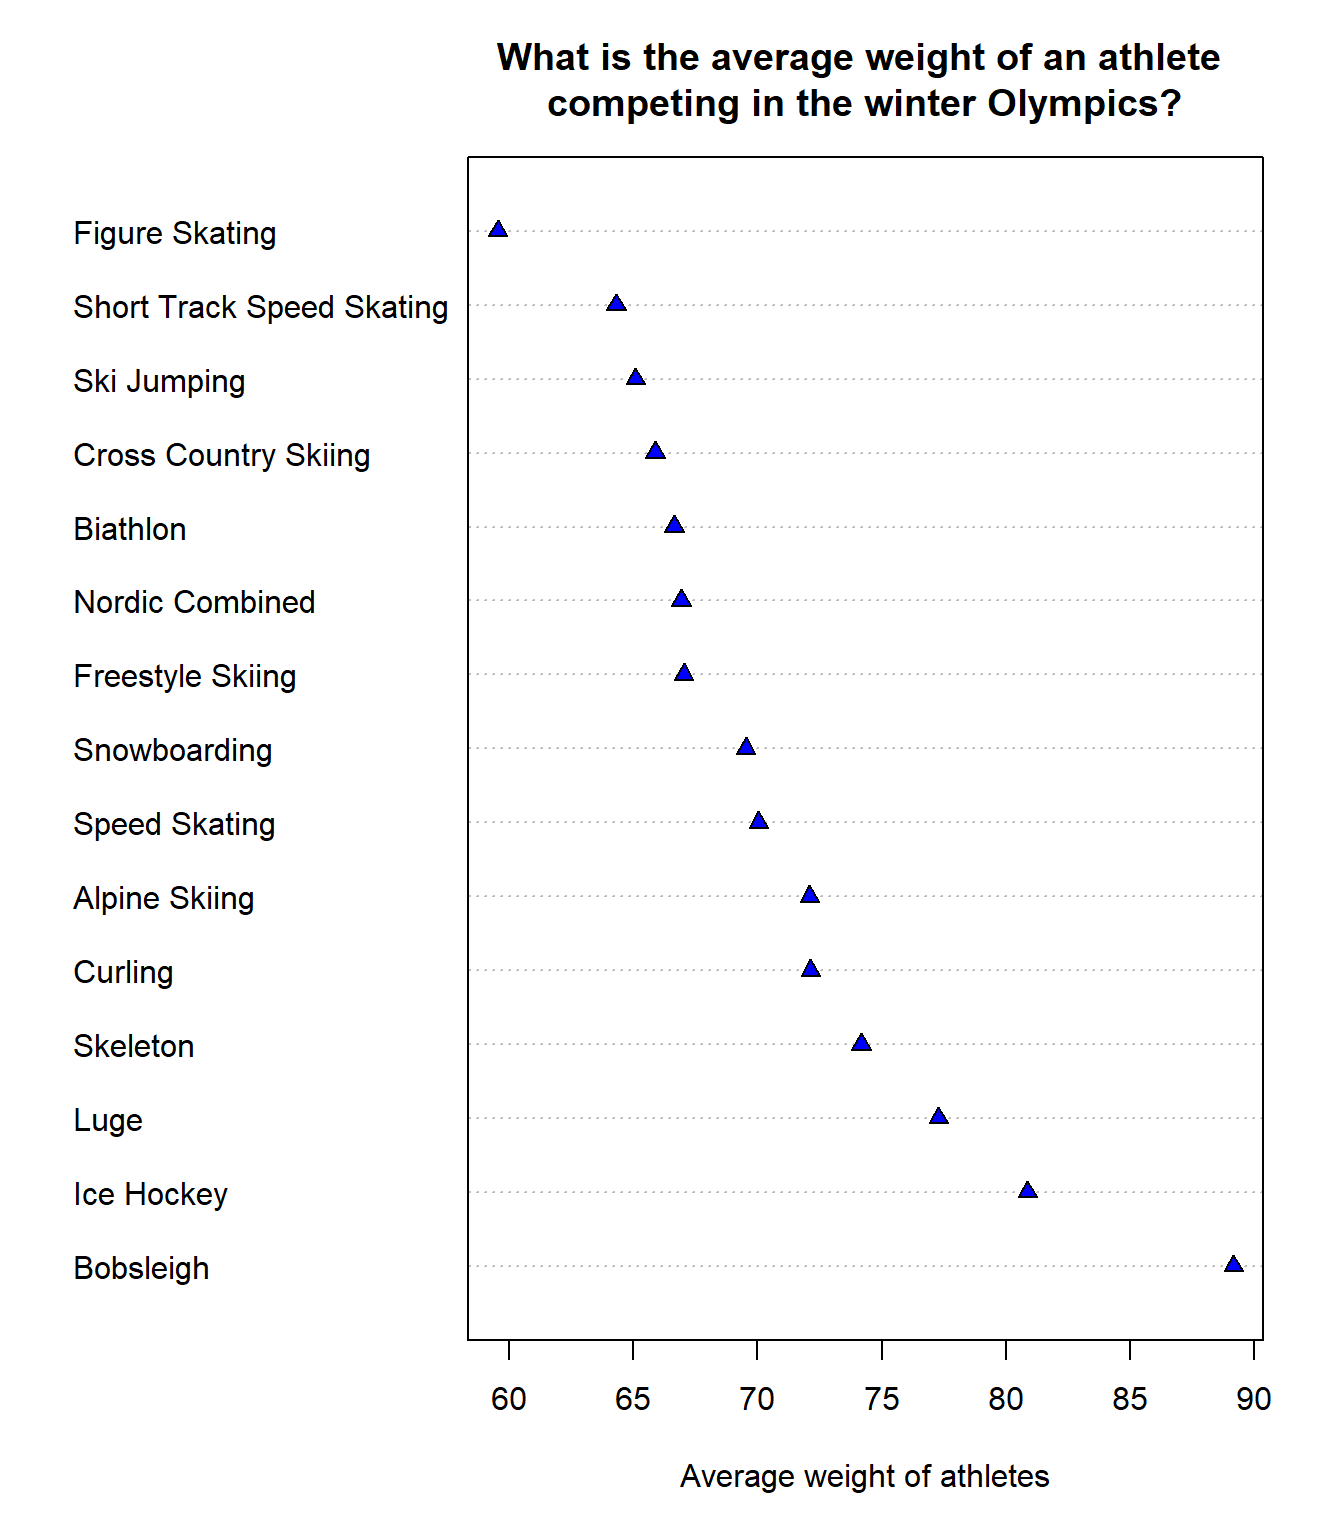 What is the average weight of an athlete
competing in the winter Olympics?
Figure Skating
Short Track Speed Skating
Ski Jumping
Cross Country Skiing
Biathlon
Nordic Combined
Freestyle Skiing
Snowboarding
Speed Skating
Alpine Skiing
Curling
Skeleton
Luge
Ice Hockey
Bobsleigh
60 65 70 75 80 85 90
Average weight of athletes